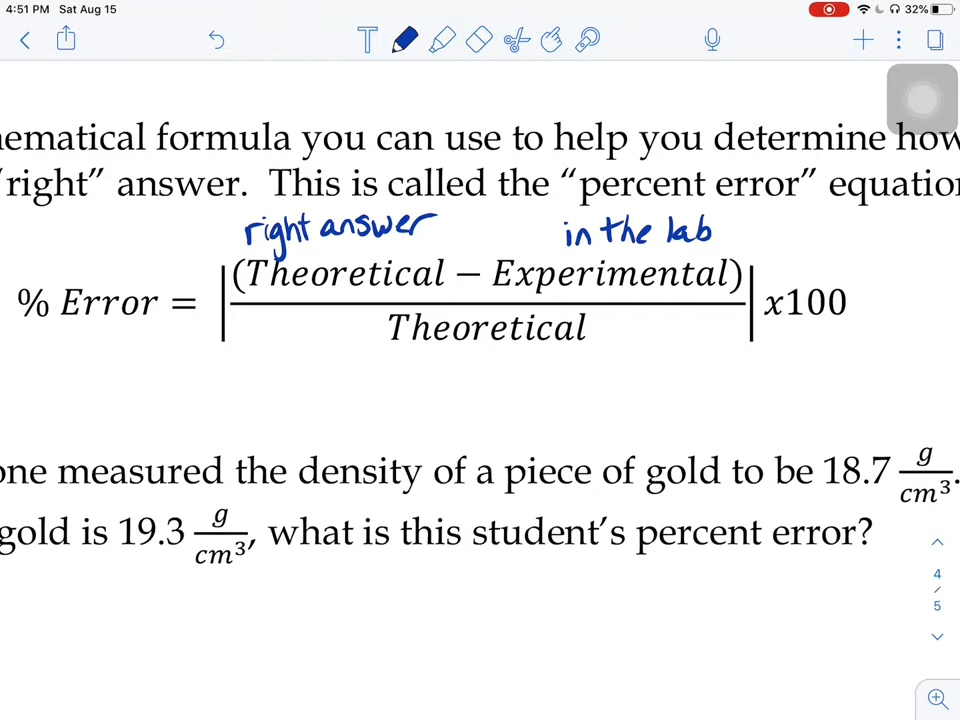 4:51 PM Sat Aug 15 32%
ematical formula you can use to help you determine how
"right" answer. This is called the "percent error" equation
right answer in the lab
% Error = |(Theoretical − Experimental)/Theoretical| x100
one measured the density of a piece of gold to be 18.7 g/cm³.
gold is 19.3 g/cm³, what is this student's percent error?
4
/
5